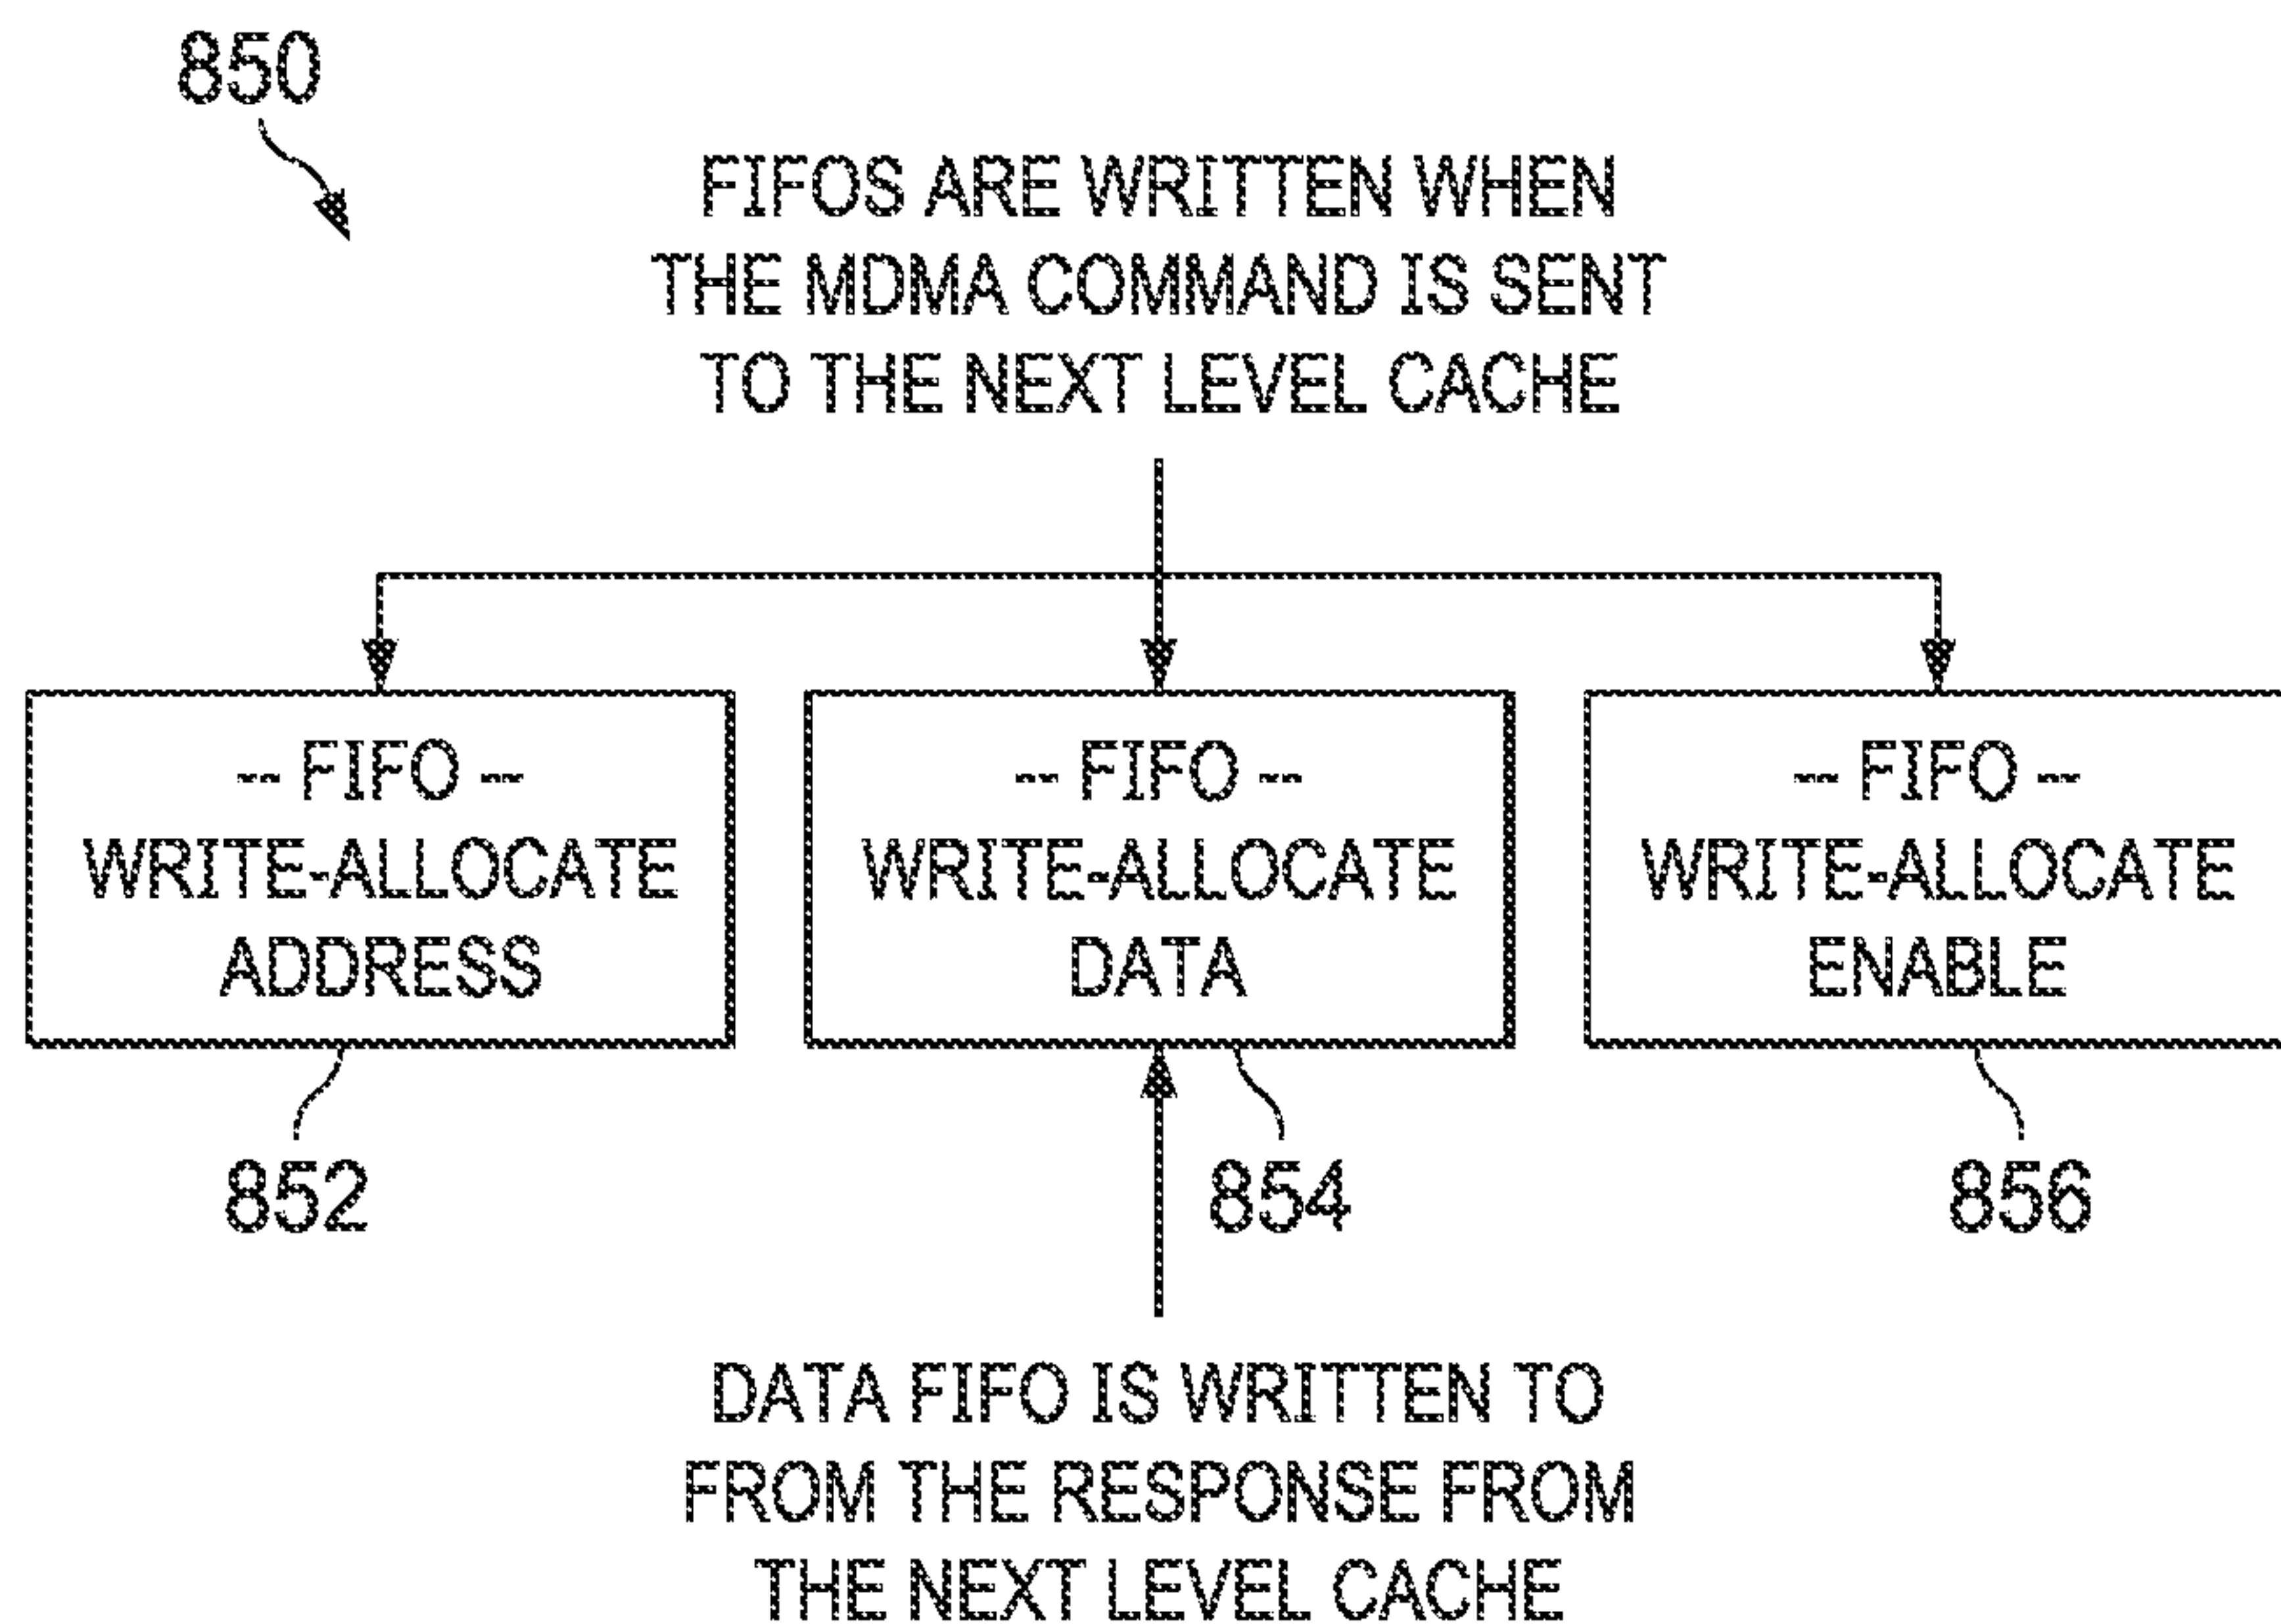 850
FIFOS ARE WRITTEN WHEN
THE MDMA COMMAND IS SENT
TO THE NEXT LEVEL CACHE
-- FIFO --
WRITE-ALLOCATE
ADDRESS
-- FIFO --
WRITE-ALLOCATE
DATA
-- FIFO --
WRITE-ALLOCATE
ENABLE
852
854
856
DATA FIFO IS WRITTEN TO
FROM THE RESPONSE FROM
THE NEXT LEVEL CACHE